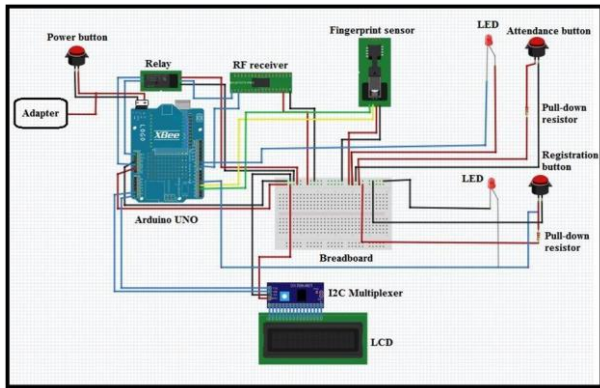 Power button
Relay
RF receiver
Fingerprint sensor
LED
Attendance button
Adapter
XBee
Pull-down
resistor
Registration
button
LED
Arduino UNO
Breadboard
Pull-down
resistor
I2C Multiplexer
LCD